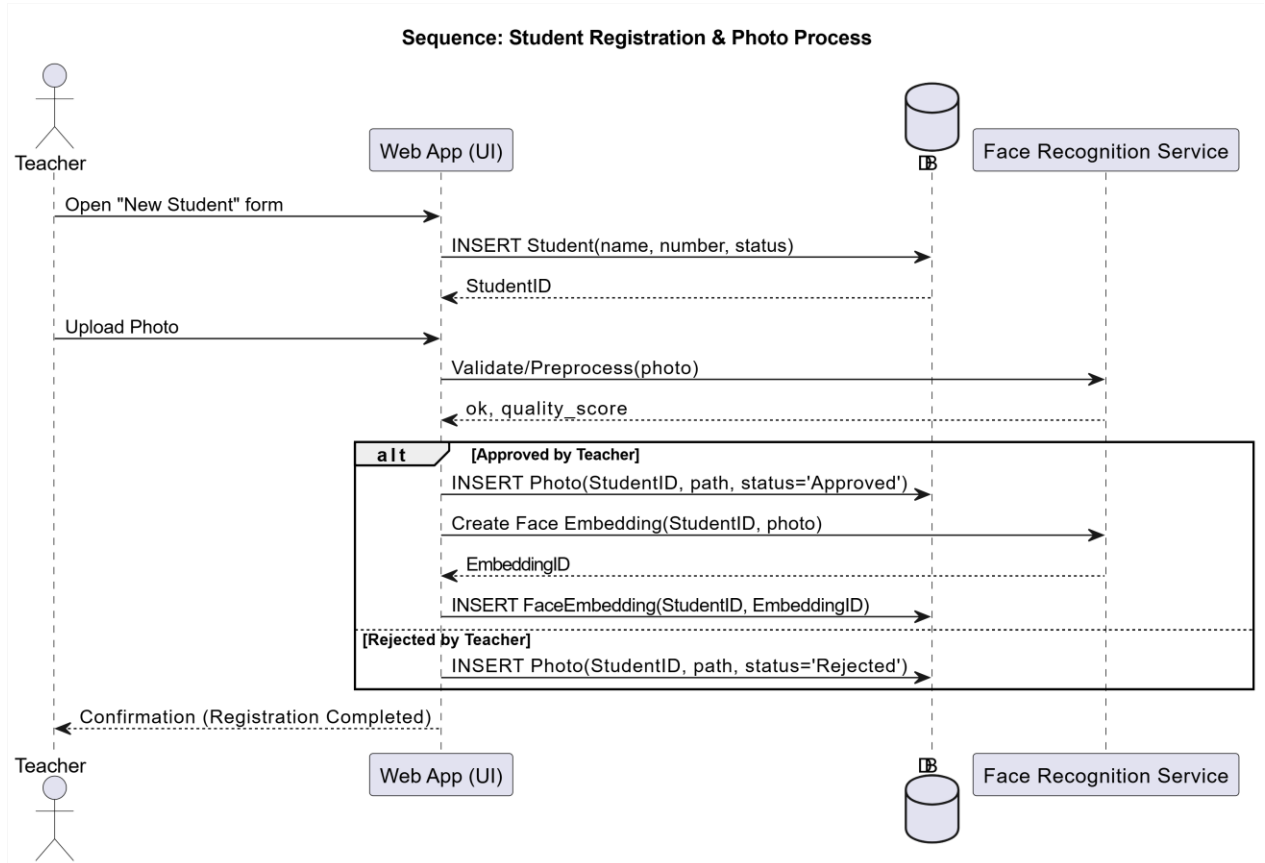 Sequence: Student Registration & Photo Process
Teacher
Web App (UI)
DB
Face Recognition Service
Open "New Student" form
INSERT Student(name, number, status)
StudentID
Upload Photo
Validate/Preprocess(photo)
ok, quality_score
alt
[Approved by Teacher]
INSERT Photo(StudentID, path, status='Approved')
Create Face Embedding(StudentID, photo)
EmbeddingID
INSERT FaceEmbedding(StudentID, EmbeddingID)
[Rejected by Teacher]
INSERT Photo(StudentID, path, status='Rejected')
Confirmation (Registration Completed)
Teacher
Web App (UI)
DB
Face Recognition Service